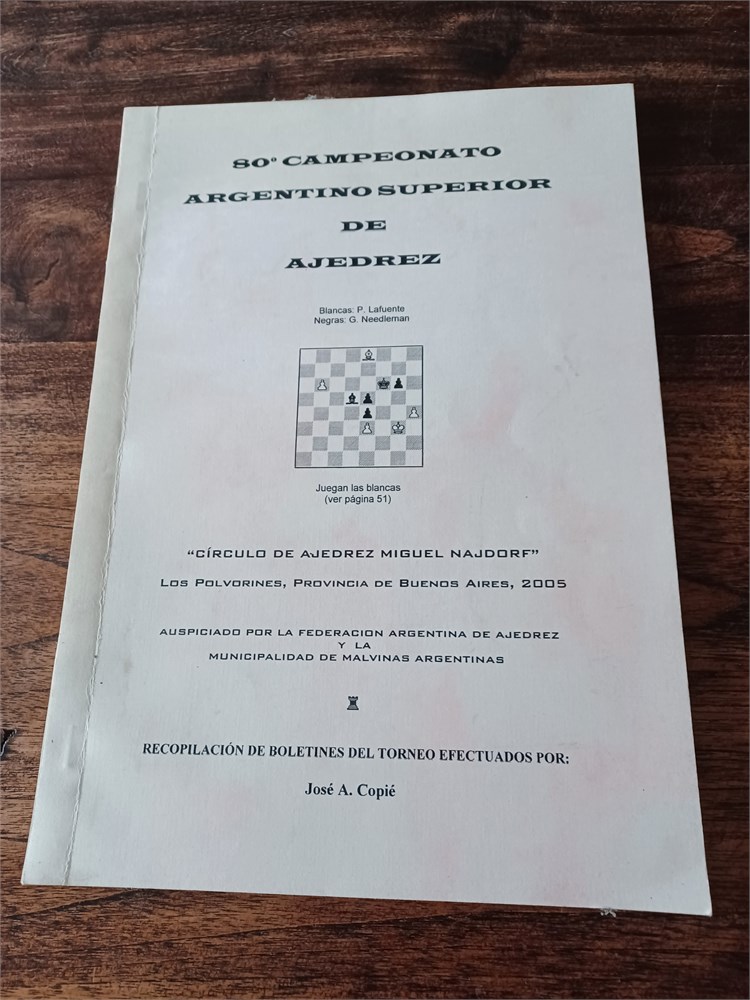 80º CAMPEONATO
ARGENTINO SUPERIOR
DE
AJEDREZ
Blancas: P. Lafuente
Negras: G. Needleman
Juegan las blancas
(ver página 51)
“CÍRCULO DE AJEDREZ MIGUEL NAJDORF”
LOS POLVORINES, PROVINCIA DE BUENOS AIRES, 2005
AUSPICIADO POR LA FEDERACION ARGENTINA DE AJEDREZ
Y LA
MUNICIPALIDAD DE MALVINAS ARGENTINAS
RECOPILACIÓN DE BOLETINES DEL TORNEO EFECTUADOS POR:
José A. Copié